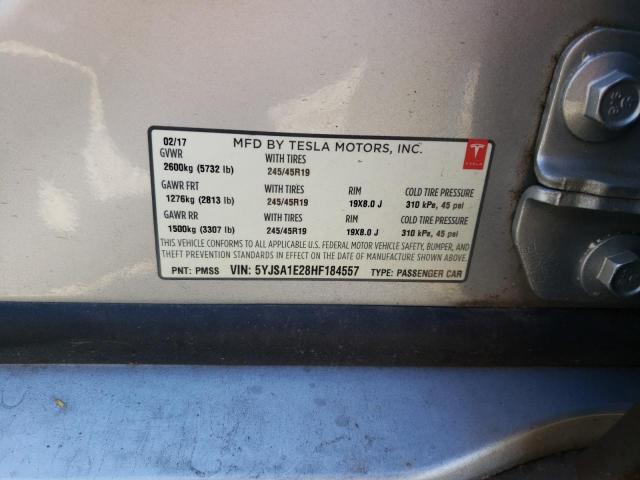 02/17 MFD BY TESLA MOTORS, INC.
GVWR WITH TIRES
2600kg (5732 lb) 245/45R19
GAWR FRT WITH TIRES RIM COLD TIRE PRESSURE
1276kg (2813 lb) 245/45R19 19X8.0 J 310 kPa, 45 psi
GAWR RR WITH TIRES RIM COLD TIRE PRESSURE
1500kg (3307 lb) 245/45R19 19X8.0 J 310 kPa, 45 psi
THIS VEHICLE CONFORMS TO ALL APPLICABLE U.S. FEDERAL MOTOR VEHICLE SAFETY, BUMPER, AND
THEFT PREVENTION STANDARDS IN EFFECT ON THE DATE OF MANUFACTURE SHOWN ABOVE.
PNT: PMSS VIN: 5YJSA1E28HF184557 TYPE: PASSENGER CAR